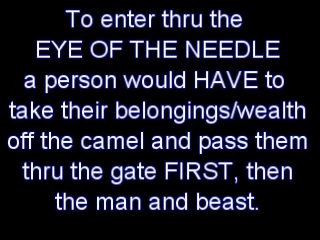 To enter thru the
EYE OF THE NEEDLE
a person would HAVE to
take their belongings/wealth
off the camel and pass them
thru the gate FIRST, then
the man and beast.